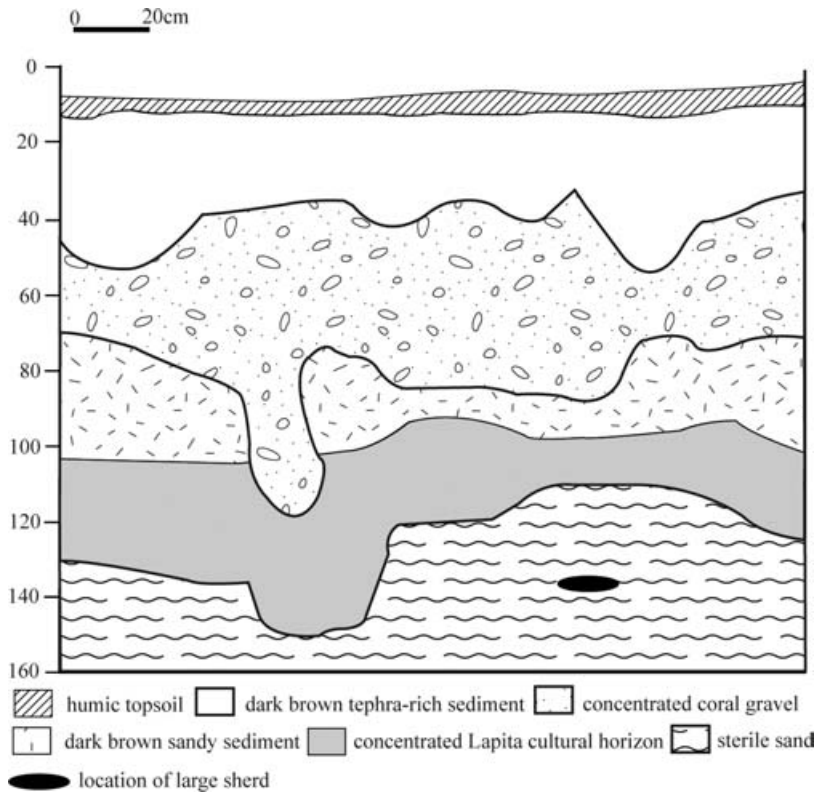 0 20cm
0
20
40
60
80
100
120
140
160
humic topsoil dark brown tephra-rich sediment concentrated coral gravel
dark brown sandy sediment concentrated Lapita cultural horizon sterile sand
location of large sherd